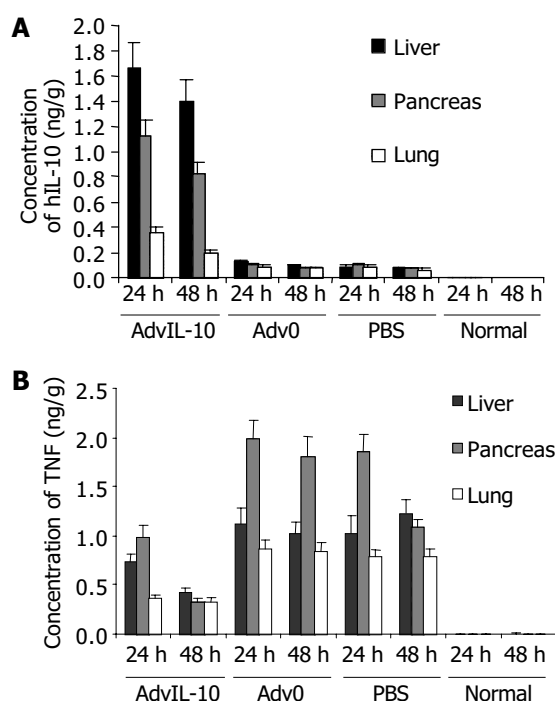 A
Concentration
of hIL-10 (ng/g)
2.0
1.8
1.6
1.4
1.2
1.0
0.8
0.6
0.4
0.2
0.0
Liver
Pancreas
Lung
24 h 48 h 24 h 48 h 24 h 48 h 24 h 48 h
AdvIL-10 Adv0 PBS Normal
B
Concentration of TNF (ng/g)
2.5
2.0
1.5
1.0
0.5
0.0
Liver
Pancreas
Lung
24 h 48 h 24 h 48 h 24 h 48 h 24 h 48 h
AdvIL-10 Adv0 PBS Normal